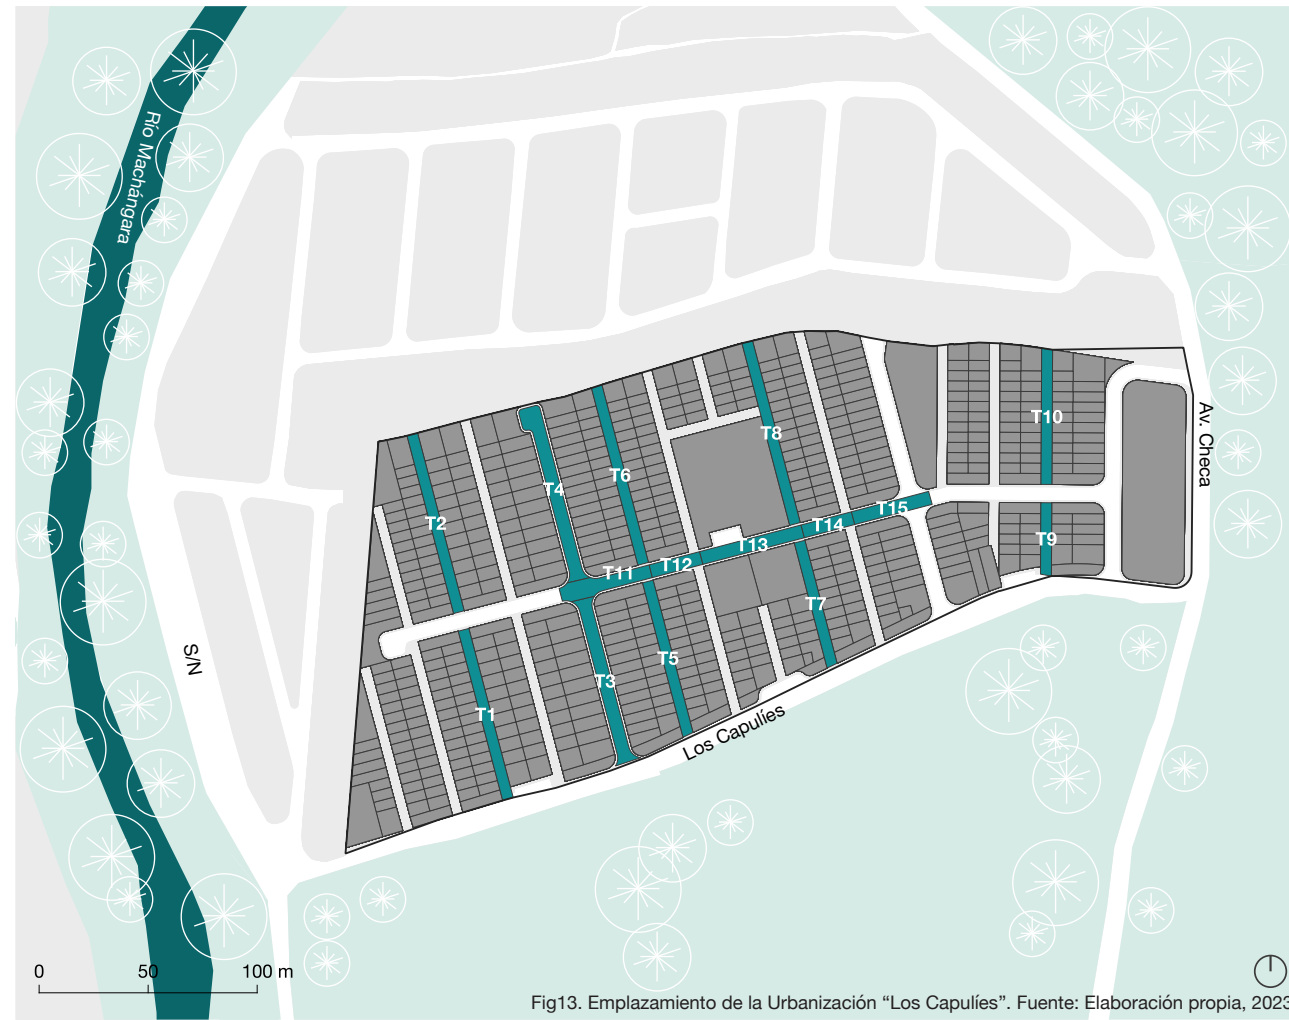 Río Machángara
T8
T10
Av. Checa
T6
T4
T2
T15
T14
T9
T13
T12
T11
T7
S/N
T5
T3
T1
Los Capulíes
0 50 100 m
Fig13. Emplazamiento de la Urbanización “Los Capulíes”. Fuente: Elaboración propia, 2023